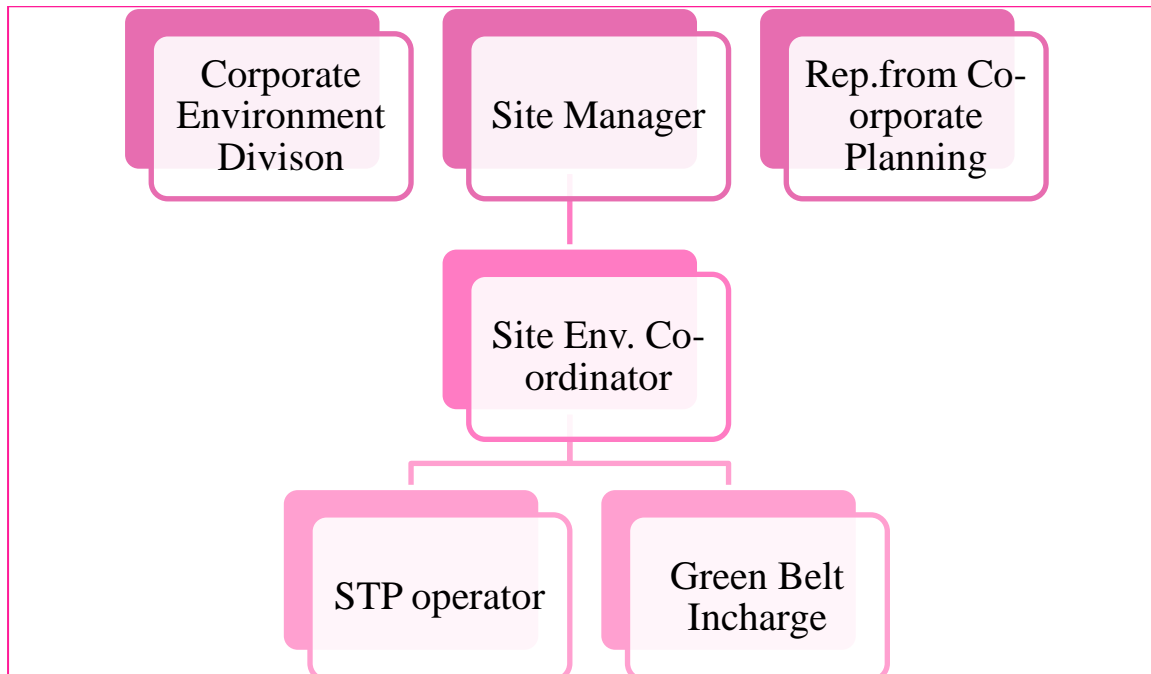 Corporate
Environment
Divison
Site Manager
Rep.from Co-
orporate
Planning
Site Env. Co-
ordinator
STP operator
Green Belt
Incharge